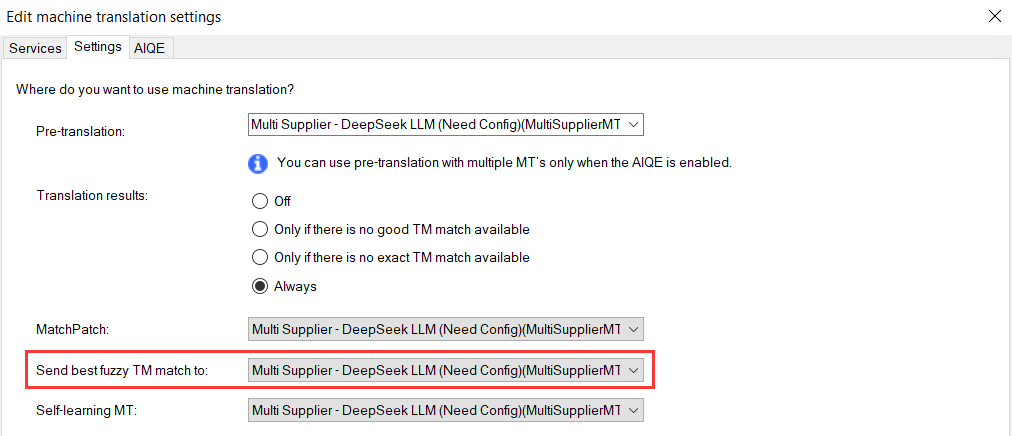 Edit machine translation settings
Services Settings AIQE
Where do you want to use machine translation?
Pre-translation: Multi Supplier - DeepSeek LLM (Need Config)(MultiSupplierMT
You can use pre-translation with multiple MT's only when the AIQE is enabled.
Translation results:
Off
Only if there is no good TM match available
Only if there is no exact TM match available
Always
MatchPatch: Multi Supplier - DeepSeek LLM (Need Config)(MultiSupplierMT
Send best fuzzy TM match to: Multi Supplier - DeepSeek LLM (Need Config)(MultiSupplierMT
Self-learning MT: Multi Supplier - DeepSeek LLM (Need Config)(MultiSupplierMT